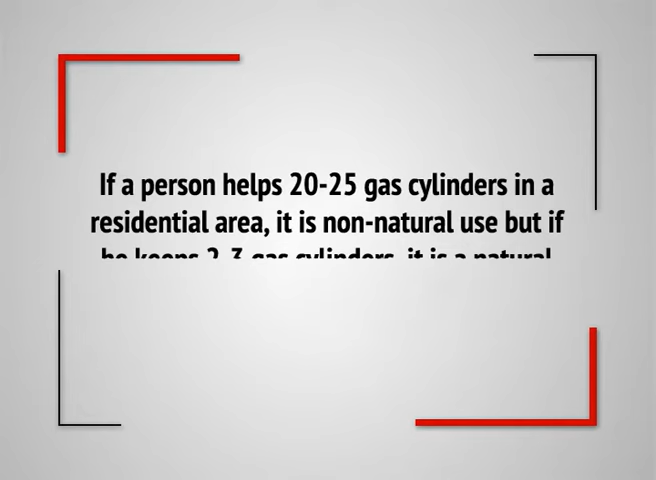 If a person helps 20-25 gas cylinders in a
residential area, it is non-natural use but if
he keeps 2-3 gas cylinders, it is a natural